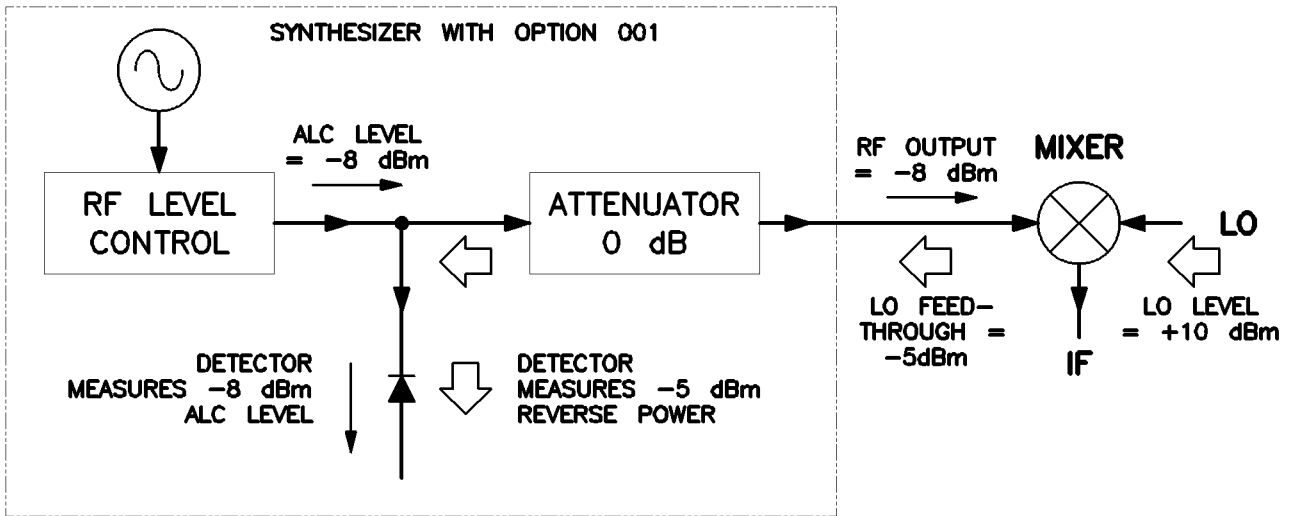 SYNTHESIZER WITH OPTION 001
ALC LEVEL
= -8 dBm
RF LEVEL
CONTROL
ATTENUATOR
0 dB
RF OUTPUT
= -8 dBm
MIXER
LO
LO FEED-
THROUGH =
-5dBm
LO LEVEL
= +10 dBm
IF
DETECTOR
MEASURES -8 dBm
ALC LEVEL
DETECTOR
MEASURES -5 dBm
REVERSE POWER